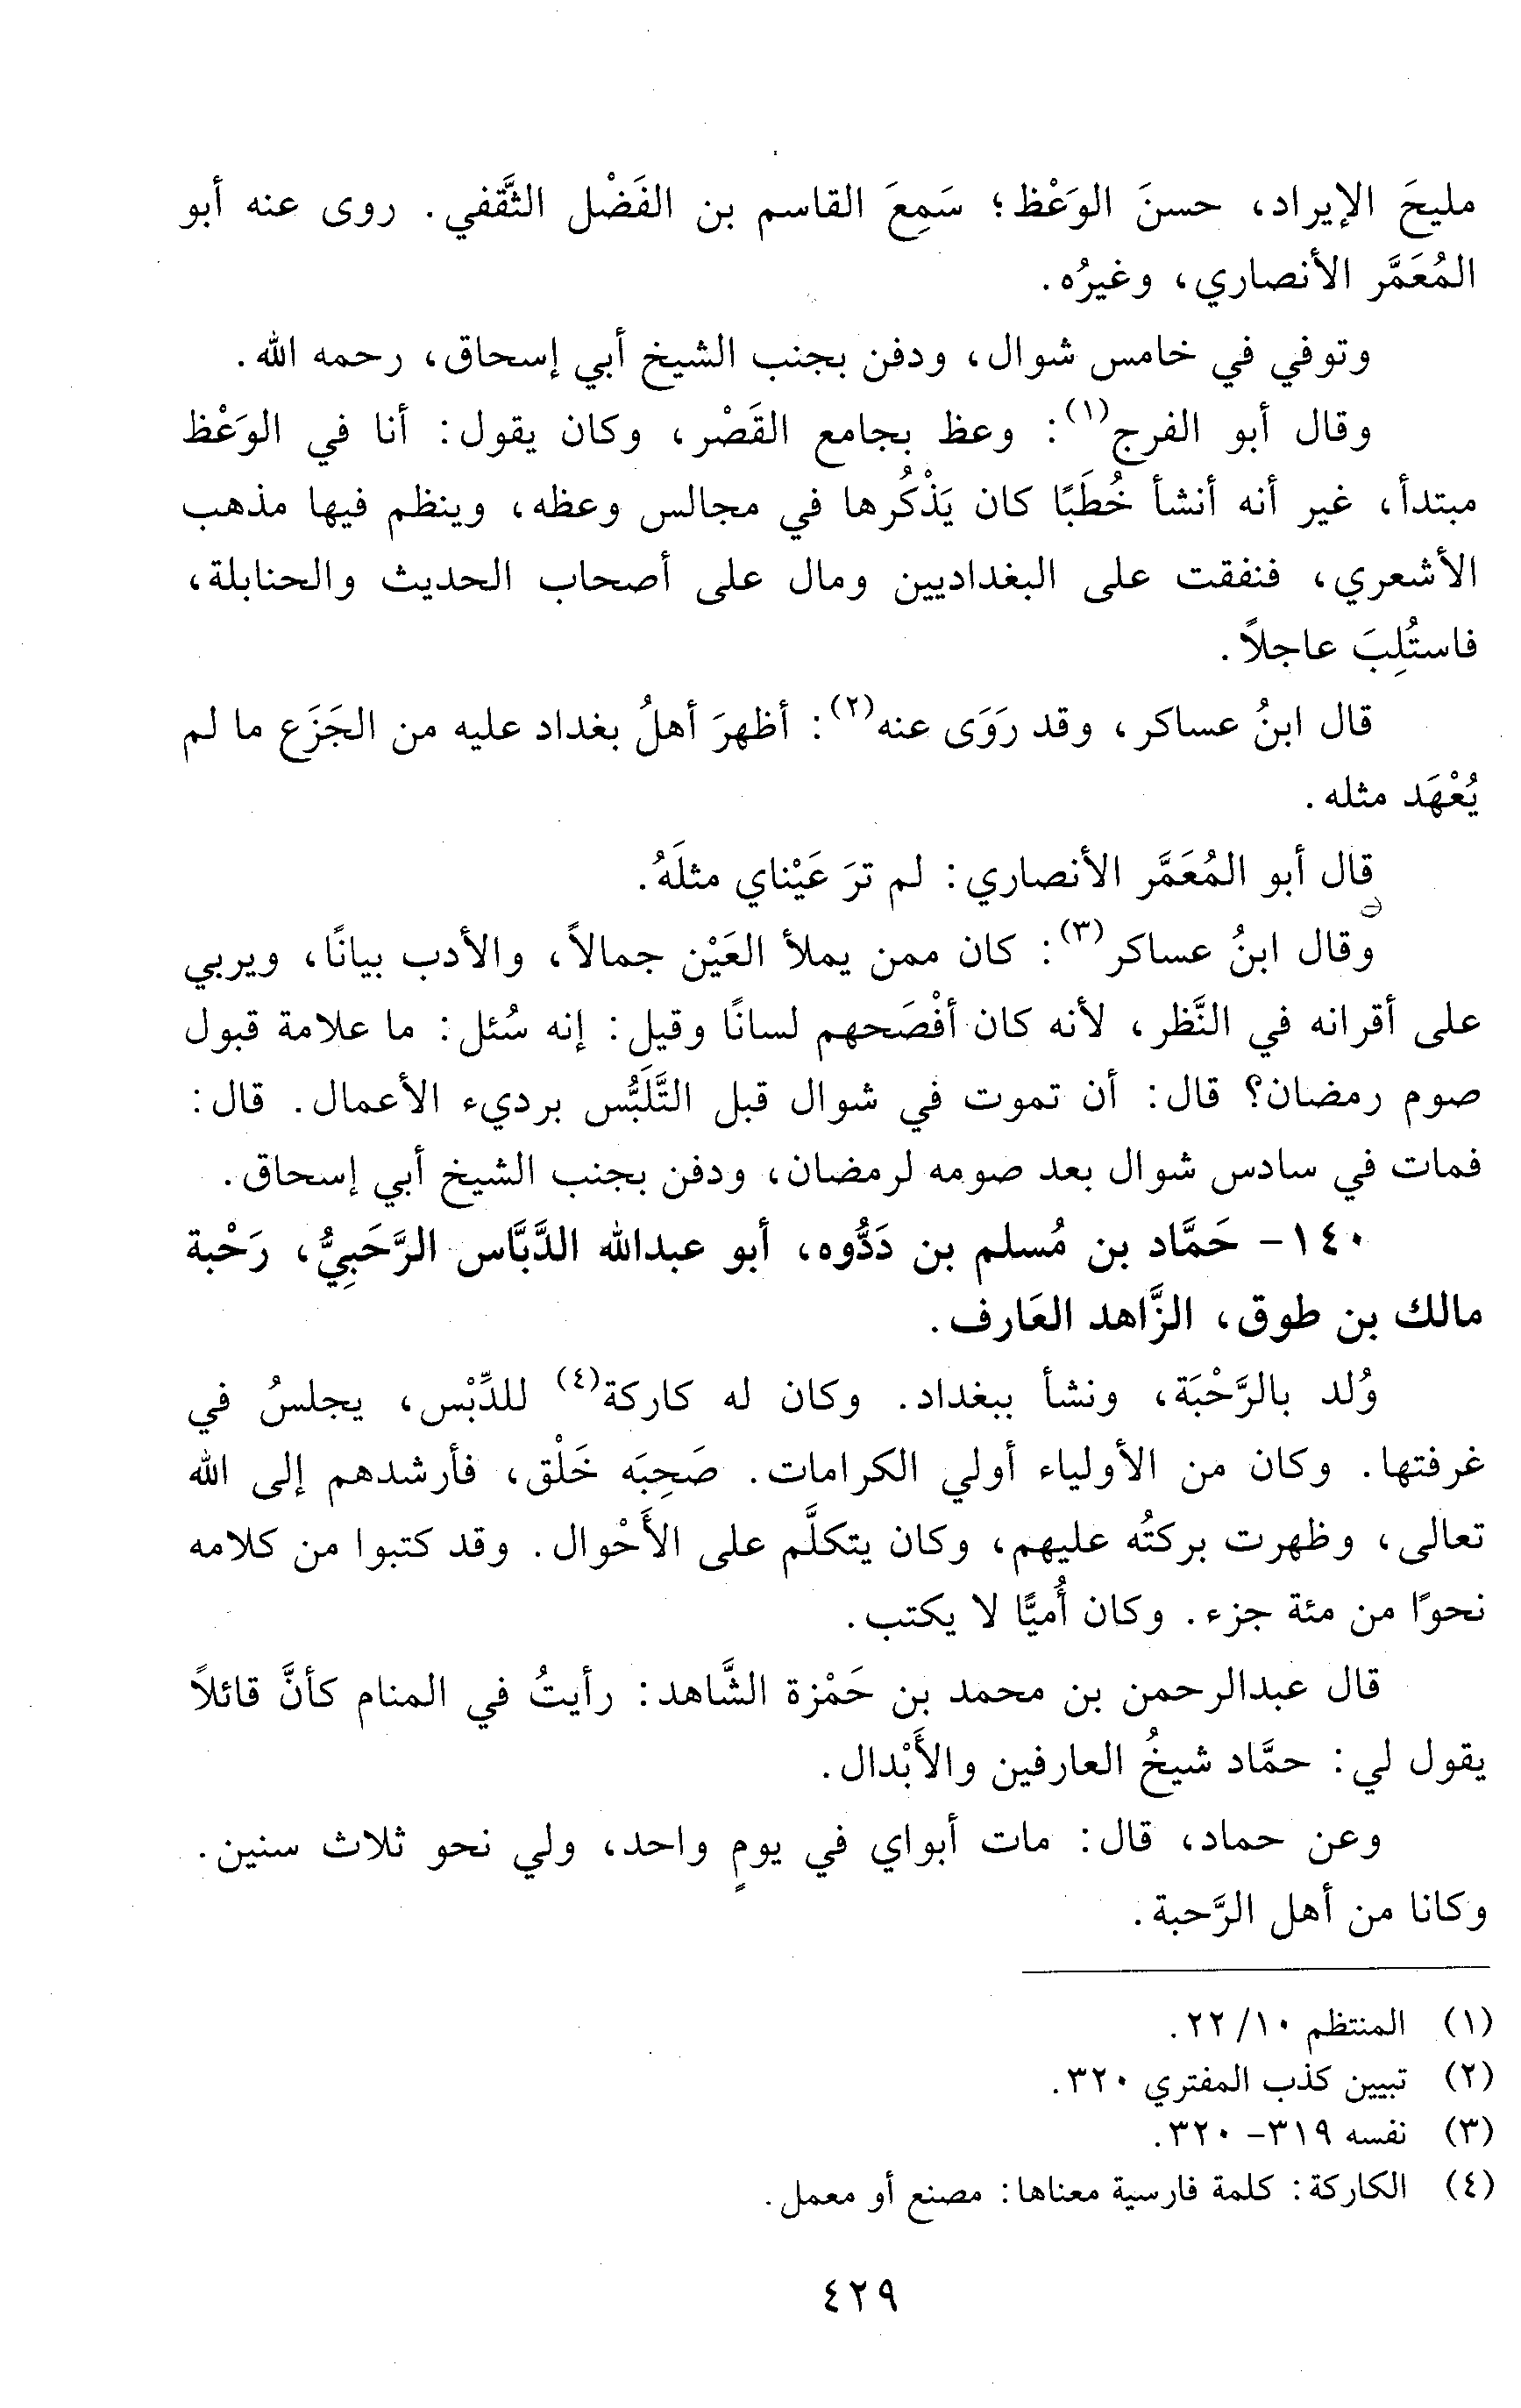 مليحَ الإيراد، حسنَ الوَعْظ؛ سَمِعَ القاسم بن الفَضْل الثَّقفي. روى عنه أبو
المُعَمَّر الأنصاري، وغيرُه.
وتوفي في خامس شوال، ودفن بجنب الشيخ أبي إسحاق، رحمه الله.
وقال أبو الفرج(١): وعظ بجامع القَصْر، وكان يقول: أنا في الوَعْظ
مبتدأ، غير أنه أنشأ خُطَبًا كان يَذْكُرها في مجالس وعظه، وينظم فيها مذهب
الأشعري، فنفقت على البغداديين ومال على أصحاب الحديث والحنابلة،
فاستُلِبَ عاجلاً.
قال ابنُ عساكر، وقد رَوَى عنه(٢): أظهرَ أهلُ بغداد عليه من الجَزَع ما لم
يُعْهَد مثله.
قال أبو المُعَمَّر الأنصاري: لم ترَ عَيْناي مثلَهُ.
وقال ابنُ عساكر(٣): كان ممن يملأ العَيْن جمالاً، والأدب بيانًا، ويربي
على أقرانه في النَّظر، لأنه كان أفْصَحهم لسانًا وقيل: إنه سُئل: ما علامة قبول
صوم رمضان؟ قال: أن تموت في شوال قبل التَّلَبُّس برديء الأعمال. قال:
فمات في سادس شوال بعد صومه لرمضان، ودفن بجنب الشيخ أبي إسحاق.
١٤٠- حَمَّاد بن مُسلم بن دَدُّوه، أبو عبدالله الدَّبَّاس الرَّحَبِيُّ، رَحْبة
مالك بن طوق، الزَّاهد العَارف.
وُلد بالرَّحْبَة، ونشأ ببغداد. وكان له كاركة(٤) للدِّبْس، يجلسُ في
غرفتها. وكان من الأولياء أولي الكرامات. صَحِبَه خَلْق، فأرشدهم إلى الله
تعالى، وظهرت بركتُه عليهم، وكان يتكلَّم على الأَحْوال. وقد كتبوا من كلامه
نحوًا من مئة جزء. وكان أُميًّا لا يكتب.
قال عبدالرحمن بن محمد بن حَمْزة الشَّاهد: رأيتُ في المنام كأنَّ قائلاً
يقول لي: حمَّاد شيخُ العارفين والأَبْدال.
وعن حماد، قال: مات أبواي في يومٍ واحد، ولي نحو ثلاث سنين.
وكانا من أهل الرَّحبة.
(١) المنتظم ١٠/ ٢٢.
(٢) تبيين كذب المفتري ٣٢٠.
(٣) نفسه ٣١٩- ٣٢٠.
(٤) الكاركة: كلمة فارسية معناها: مصنع أو معمل.
٤٢٩